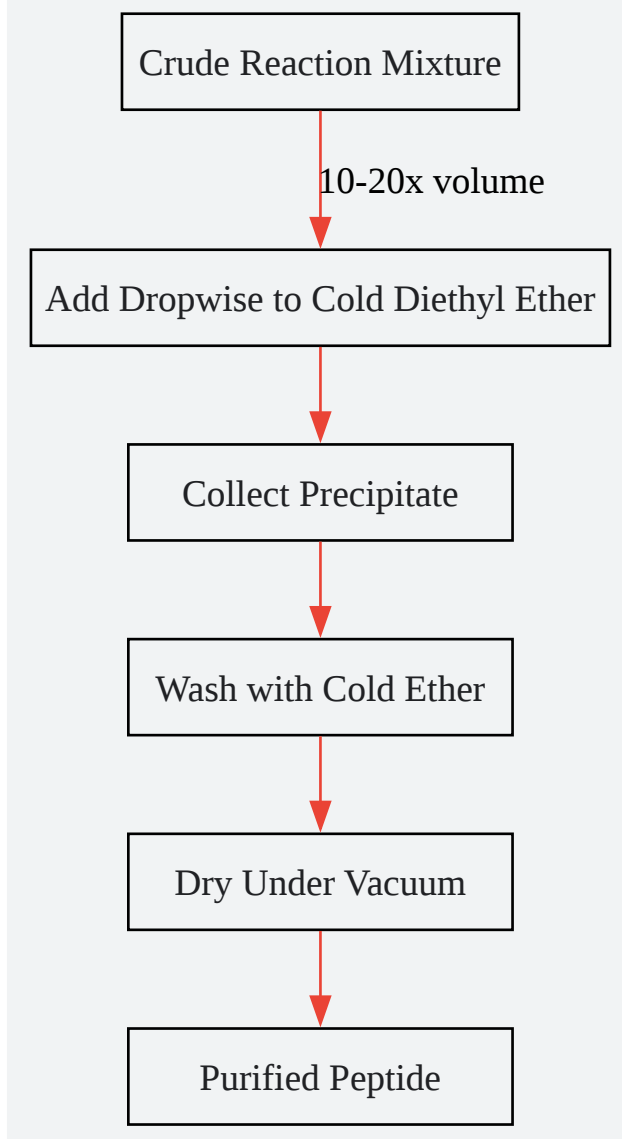 Crude Reaction Mixture
10-20x volume
Add Dropwise to Cold Diethyl Ether
Collect Precipitate
Wash with Cold Ether
Dry Under Vacuum
Purified Peptide